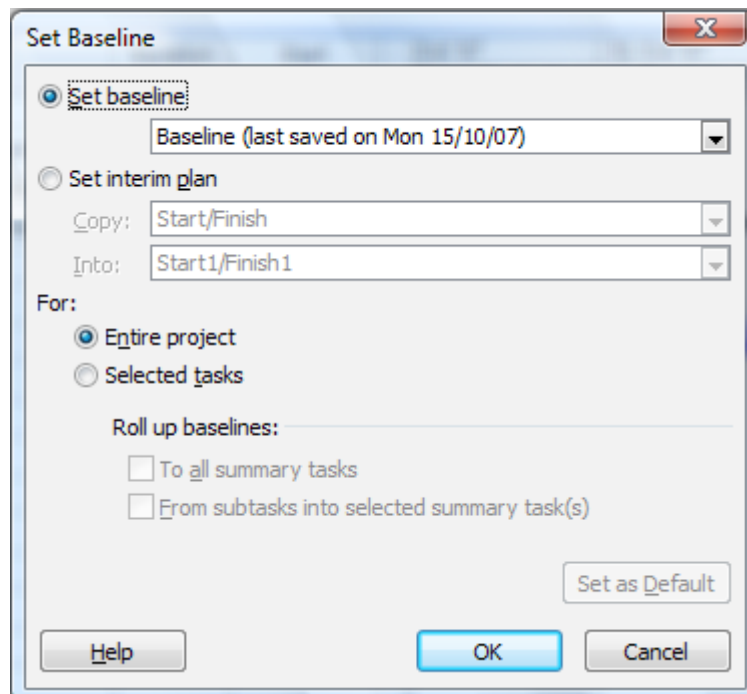 Set Baseline
Set baseline
Baseline (last saved on Mon 15/10/07)
Set interim plan
Copy: Start/Finish
Into: Start1/Finish1
For:
Entire project
Selected tasks
Roll up baselines:
To all summary tasks
From subtasks into selected summary task(s)
Set as Default
Help OK Cancel